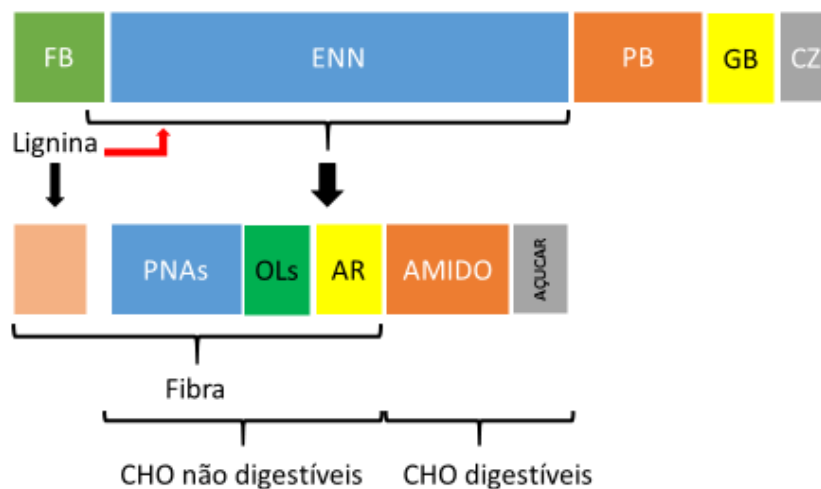 FB ENN PB GB CZ
Lignina
PNAs OLs AR AMIDO AÇUCAR
Fibra
CHO não digestíveis CHO digestíveis